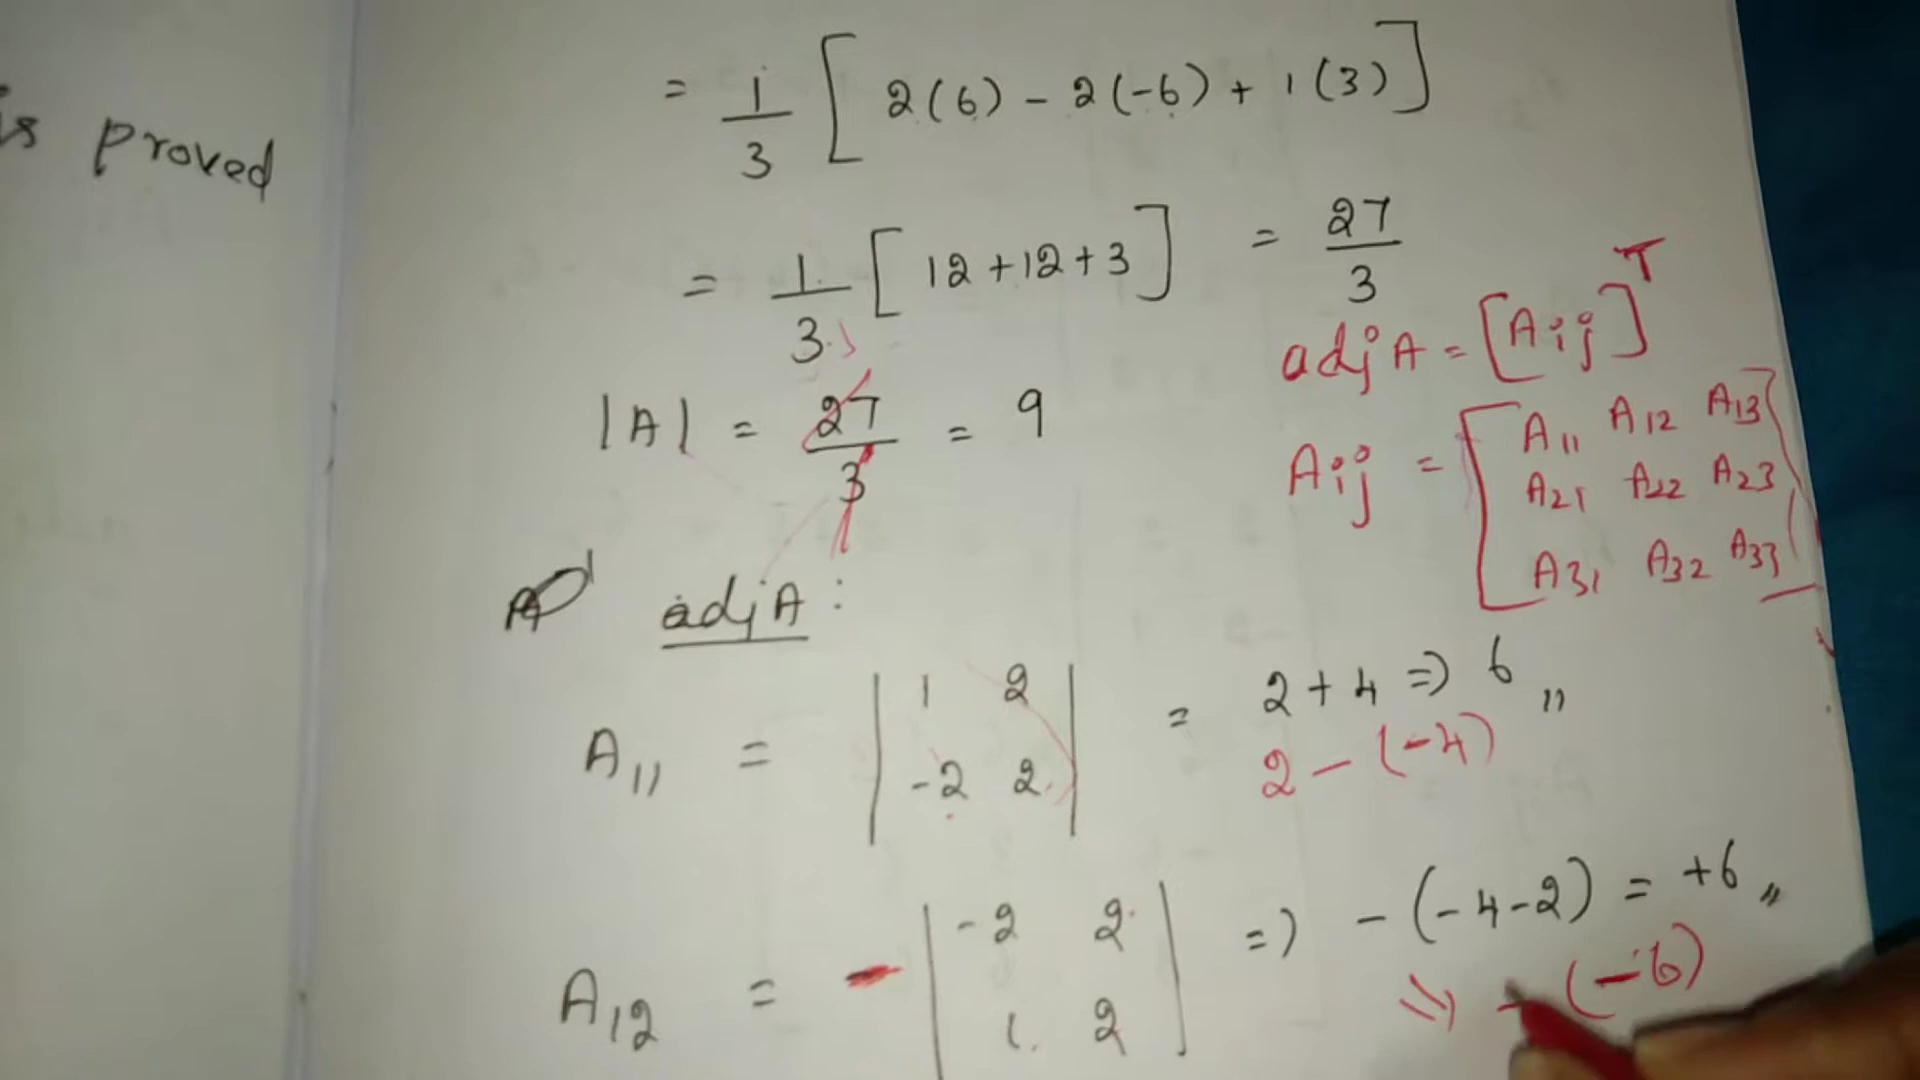 is proved
= 1/3 [ 2(6) - 2(-6) + 1(3) ]
= 1/3 [ 12 + 12 + 3 ] = 27/3
|A| = 27/3 = 9
adj A = [Aij]^T
Aij = [ A11 A12 A13
A21 A22 A23
A31 A32 A33 ]
adj A :
A11 = | 1 2
-2 2 | = 2 + 4 => 6 ,,
2 - (-4)
A12 = - | -2 2
1 2 | => - (-4-2) = +6 ,,
=> - (-6)